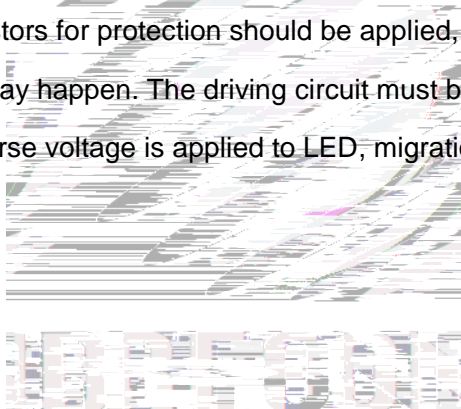 tors for protection should be applied,
ay happen. The driving circuit must b
rse voltage is applied to LED, migratio